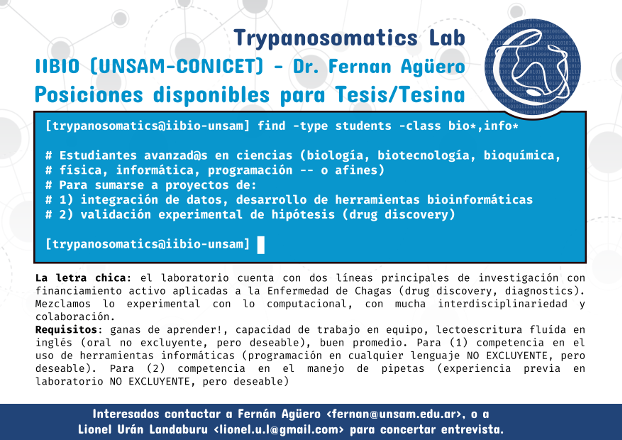 Trypanosomatics Lab
IIBIO (UNSAM-CONICET) - Dr. Fernan Agüero
Posiciones disponibles para Tesis/Tesina
[trypanosomatics@iibio-unsam] find -type students -class bio*,info*
# Estudiantes avanzad@s en ciencias (biología, biotecnología, bioquímica,
# física, informática, programación -- o afines)
# Para sumarse a proyectos de:
# 1) integración de datos, desarrollo de herramientas bioinformáticas
# 2) validación experimental de hipótesis (drug discovery)
[trypanosomatics@iibio-unsam]
La letra chica: el laboratorio cuenta con dos líneas principales de investigación con
financiamiento activo aplicadas a la Enfermedad de Chagas (drug discovery, diagnostics).
Mezclamos lo experimental con lo computacional, con mucha interdisciplinariedad y
colaboración.
Requisitos: ganas de aprender!, capacidad de trabajo en equipo, lectoescritura fluida en
inglés (oral no excluyente, pero deseable), buen promedio. Para (1) competencia en el
uso de herramientas informáticas (programación en cualquier lenguaje NO EXCLUYENTE, pero
deseable). Para (2) competencia en el manejo de pipetas (experiencia previa en
laboratorio NO EXCLUYENTE, pero deseable)
Interesados contactar a Fernán Agüero <fernan@unsam.edu.ar>, o a
Lionel Urán Landaburu <lionel.u.l@gmail.com> para concertar entrevista.